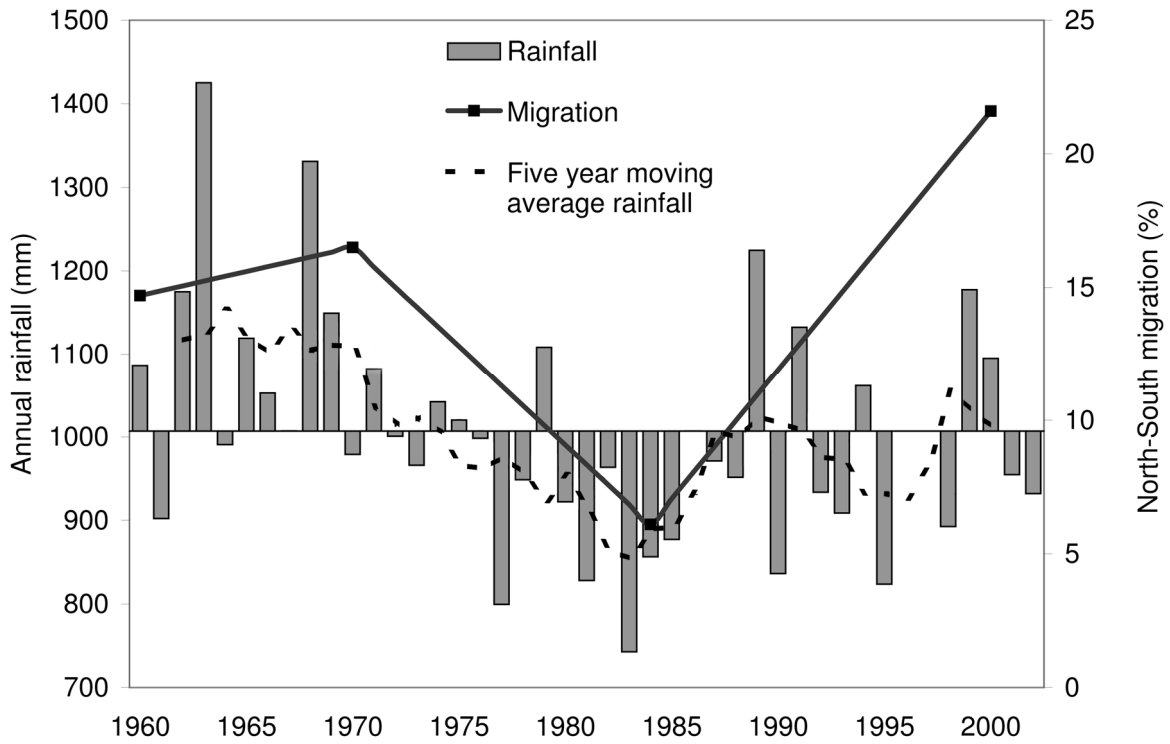 1500
1400
1300
1200
1100
1000
900
800
700
Annual rainfall (mm)
Rainfall
Migration
Five year moving
average rainfall
25
20
15
10
5
0
North-South migration (%)
1960 1965 1970 1975 1980 1985 1990 1995 2000